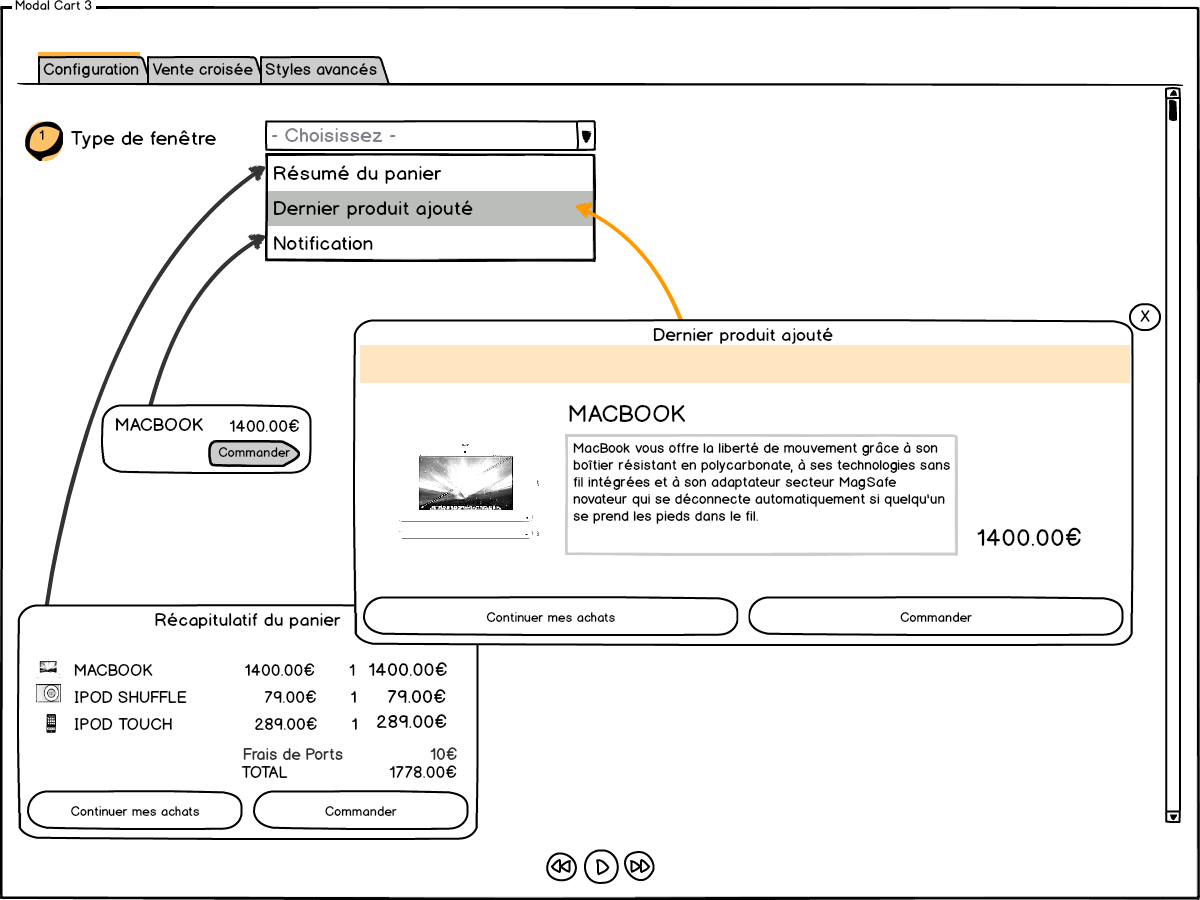 Modal Cart 3
Configuration Vente croisée Styles avancés
1 Type de fenêtre - Choisissez -
Résumé du panier
Dernier produit ajouté
Notification
X
Dernier produit ajouté
MACBOOK
MacBook vous offre la liberté de mouvement grâce à son
boîtier résistant en polycarbonate, à ses technologies sans
fil intégrées et à son adaptateur secteur MagSafe
novateur qui se déconnecte automatiquement si quelqu'un
se prend les pieds dans le fil.
1400.00€
Continuer mes achats Commander
MACBOOK 1400.00€
Commander
Récapitulatif du panier
MACBOOK 1400.00€ 1 1400.00€
IPOD SHUFFLE 79.00€ 1 79.00€
IPOD TOUCH 289.00€ 1 289.00€
Frais de Ports 10€
TOTAL 1778.00€
Continuer mes achats Commander